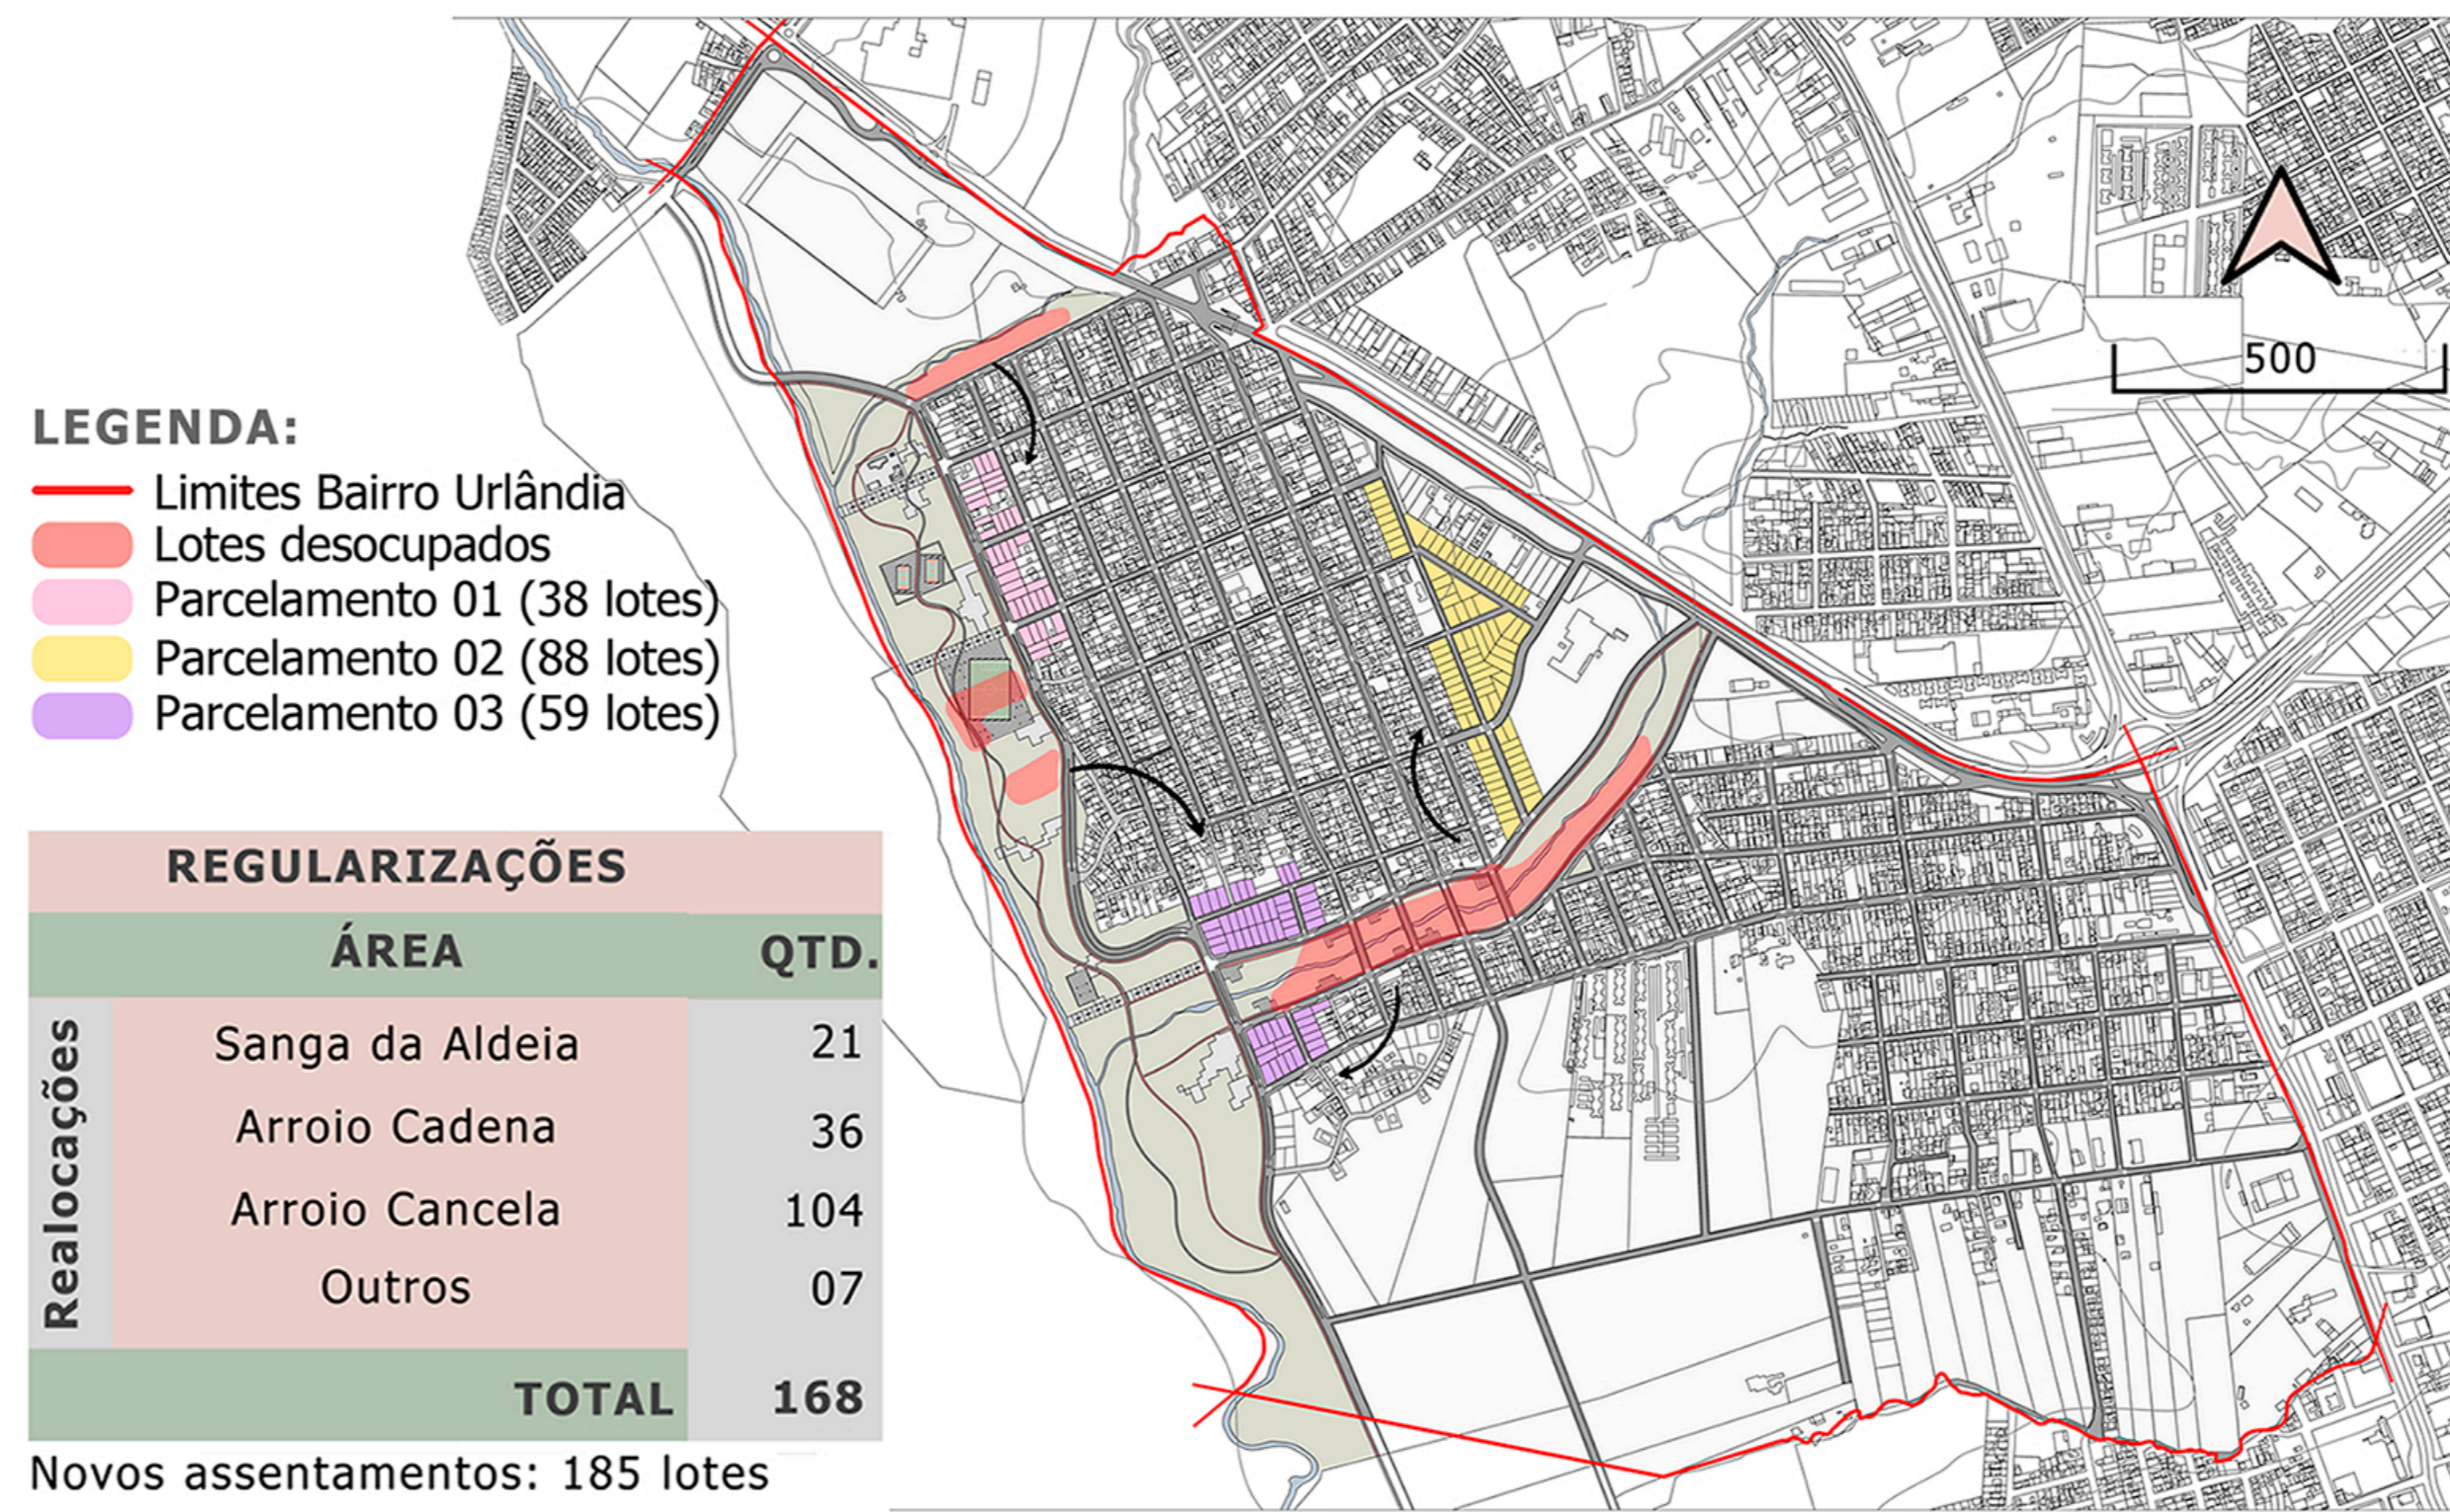 500
LEGENDA:
Limites Bairro Urlândia
Lotes desocupados
Parcelamento 01 (38 lotes)
Parcelamento 02 (88 lotes)
Parcelamento 03 (59 lotes)
REGULARIZAÇÕES
ÁREA QTD.
Realocações
Sanga da Aldeia 21
Arroio Cadena 36
Arroio Cancela 104
Outros 07
TOTAL 168
Novos assentamentos: 185 lotes